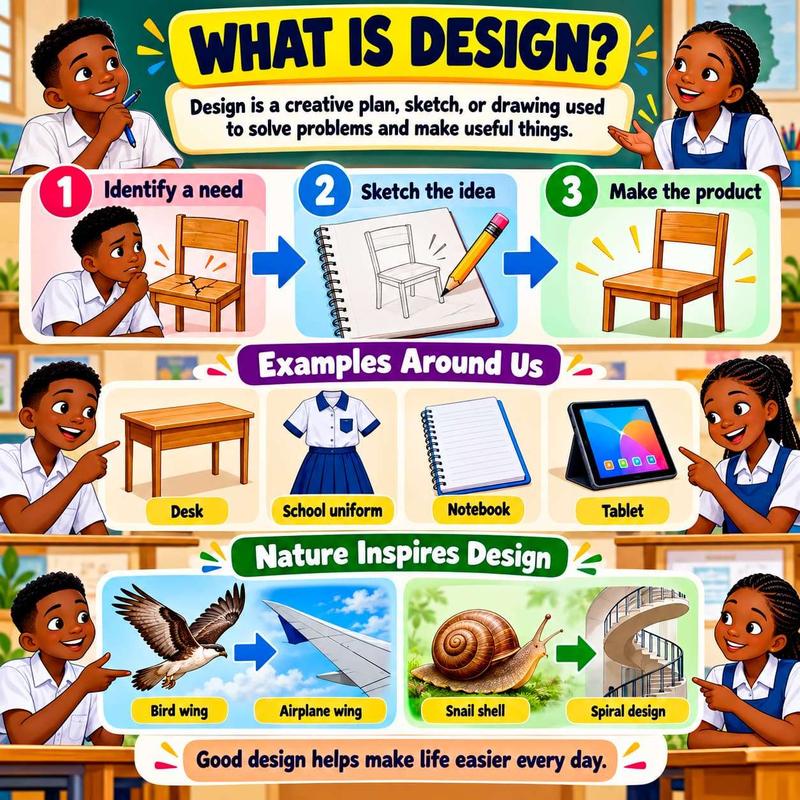 WHAT IS DESIGN?
Design is a creative plan, sketch, or drawing used
to solve problems and make useful things.
1 Identify a need
2 Sketch the idea
3 Make the product
Examples Around Us
Desk
School uniform
Notebook
Tablet
Nature Inspires Design
Bird wing
Airplane wing
Snail shell
Spiral design
Good design helps make life easier every day.